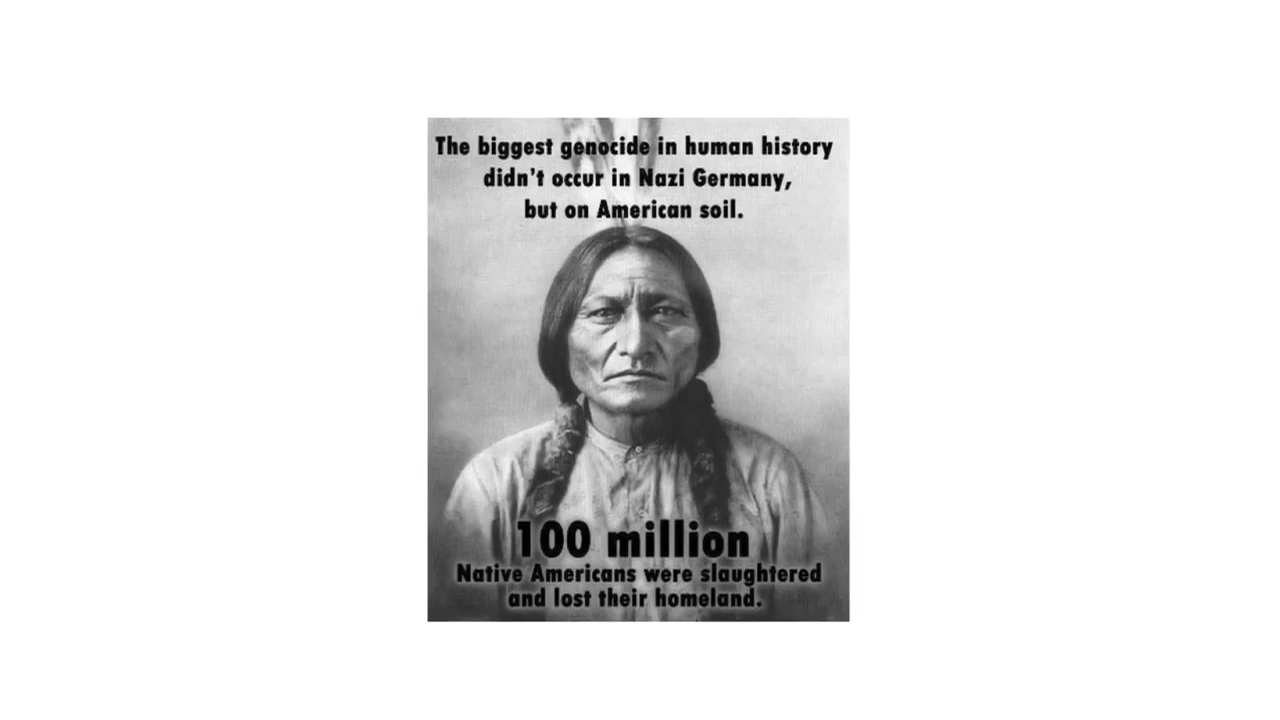 The biggest genocide in human history
didn't occur in Nazi Germany,
but on American soil.
100 million
Native Americans were slaughtered
and lost their homeland.